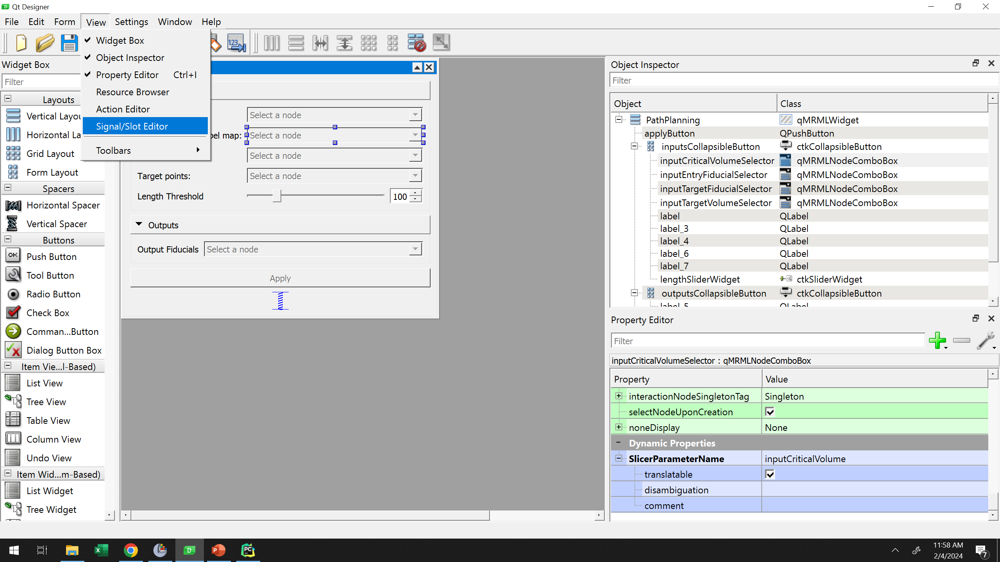 Qt Designer
File Edit Form View Settings Window Help
Widget Box
Filter
Layouts
Vertical Layou
Horizontal La
Grid Layout
Form Layout
Spacers
Horizontal Spacer
Vertical Spacer
Buttons
Push Button
Tool Button
Radio Button
Check Box
Comman...Button
Dialog Button Box
Item Vie...l-Based)
List View
Tree View
Table View
Column View
Undo View
Item Wid...m-Based)
List Widget
Tree Widget
Widget Box
Object Inspector
Property Editor Ctrl+I
Resource Browser
Action Editor
Signal/Slot Editor
Toolbars
Select a node
bel map: Select a node
Select a node
Target points: Select a node
Length Threshold 100
Outputs
Output Fiducials Select a node
Apply
Object Inspector
Filter
Object Class
PathPlanning qMRMLWidget
applyButton QPushButton
inputsCollapsibleButton ctkCollapsibleButton
inputCriticalVolumeSelector qMRMLNodeComboBox
inputEntryFiducialSelector qMRMLNodeComboBox
inputTargetFiducialSelector qMRMLNodeComboBox
inputTargetVolumeSelector qMRMLNodeComboBox
label QLabel
label_3 QLabel
label_4 QLabel
label_6 QLabel
label_7 QLabel
lengthSliderWidget ctkSliderWidget
outputsCollapsibleButton ctkCollapsibleButton
label_5 QLabel
Property Editor
Filter
inputCriticalVolumeSelector : qMRMLNodeComboBox
Property Value
interactionNodeSingletonTag Singleton
selectNodeUponCreation
noneDisplay None
Dynamic Properties
SlicerParameterName inputCriticalVolume
translatable
disambiguation
comment
11:58 AM
2/4/2024
7